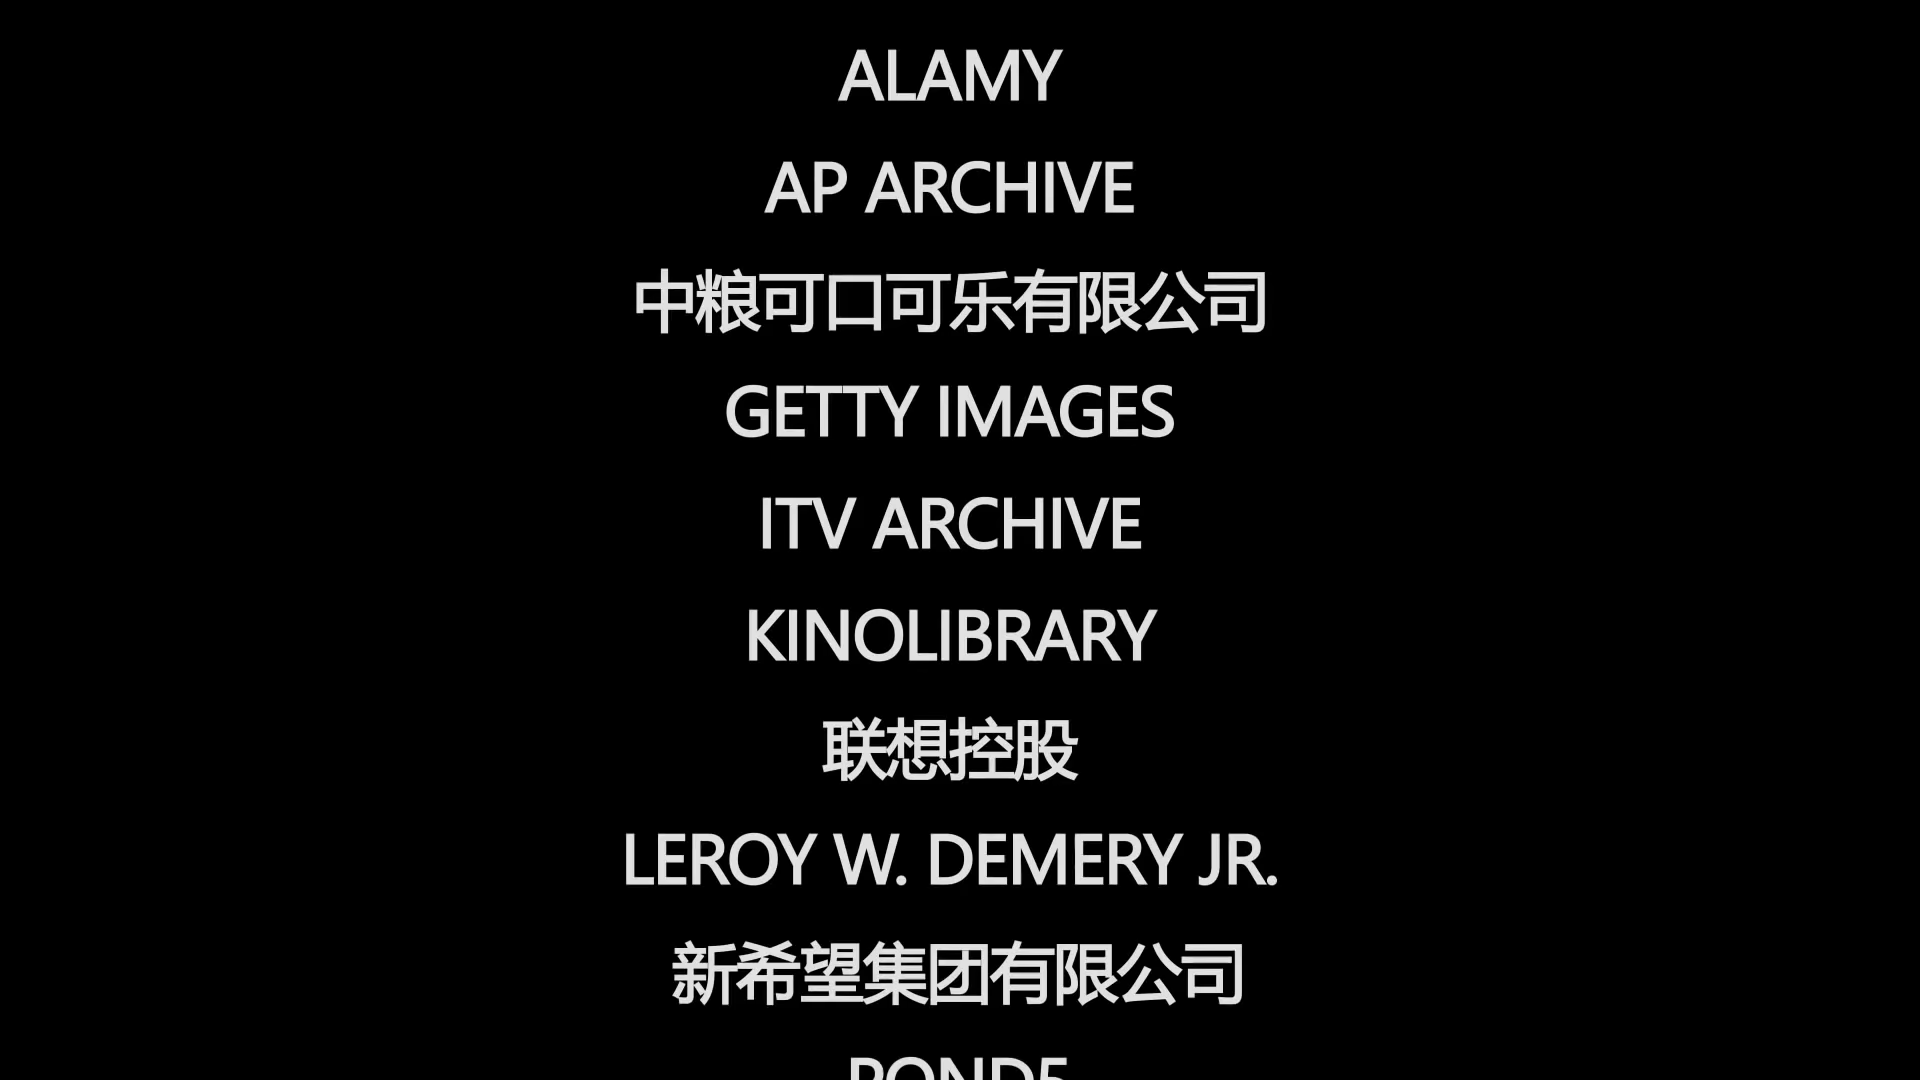 ALAMY
AP ARCHIVE
中粮可口可乐有限公司
GETTY IMAGES
ITV ARCHIVE
KINOLIBRARY
联想控股
LEROY W. DEMERY JR.
新希望集团有限公司
POND5